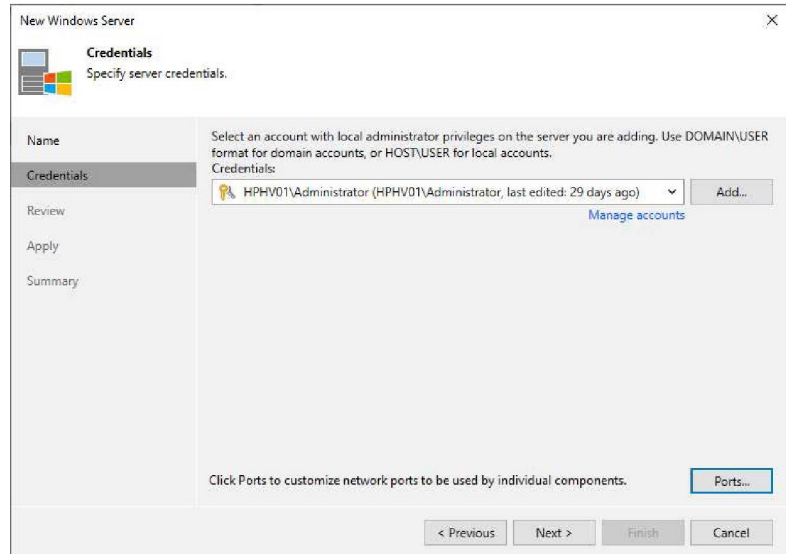 New Windows Server
Credentials
Specify server credentials.
Name
Credentials
Review
Apply
Summary
Select an account with local administrator privileges on the server you are adding. Use DOMAIN\USER
format for domain accounts, or HOST\USER for local accounts.
Credentials:
HPHV01\Administrator (HPHV01\Administrator, last edited: 29 days ago)
Add...
Manage accounts
Click Ports to customize network ports to be used by individual components.
Ports...
< Previous
Next >
Finish
Cancel